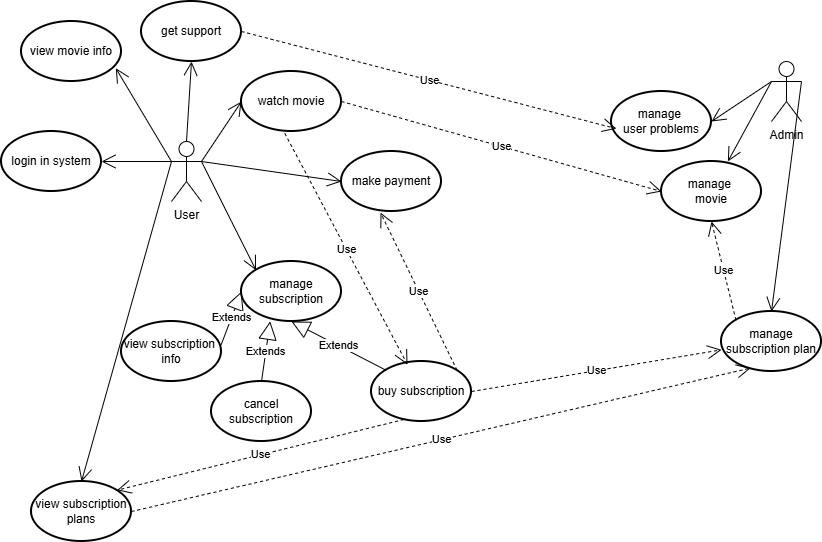 get support
view movie info
Use
watch movie
manage
user problems
Admin
Use
login in system
make payment
manage
movie
User
Use
manage
subscription
Use
Use
Extends
view subscription
info
Extends
Extends
manage
subscription plan
Use
buy subscription
cancel
subscription
Use
Use
view subscription
plans